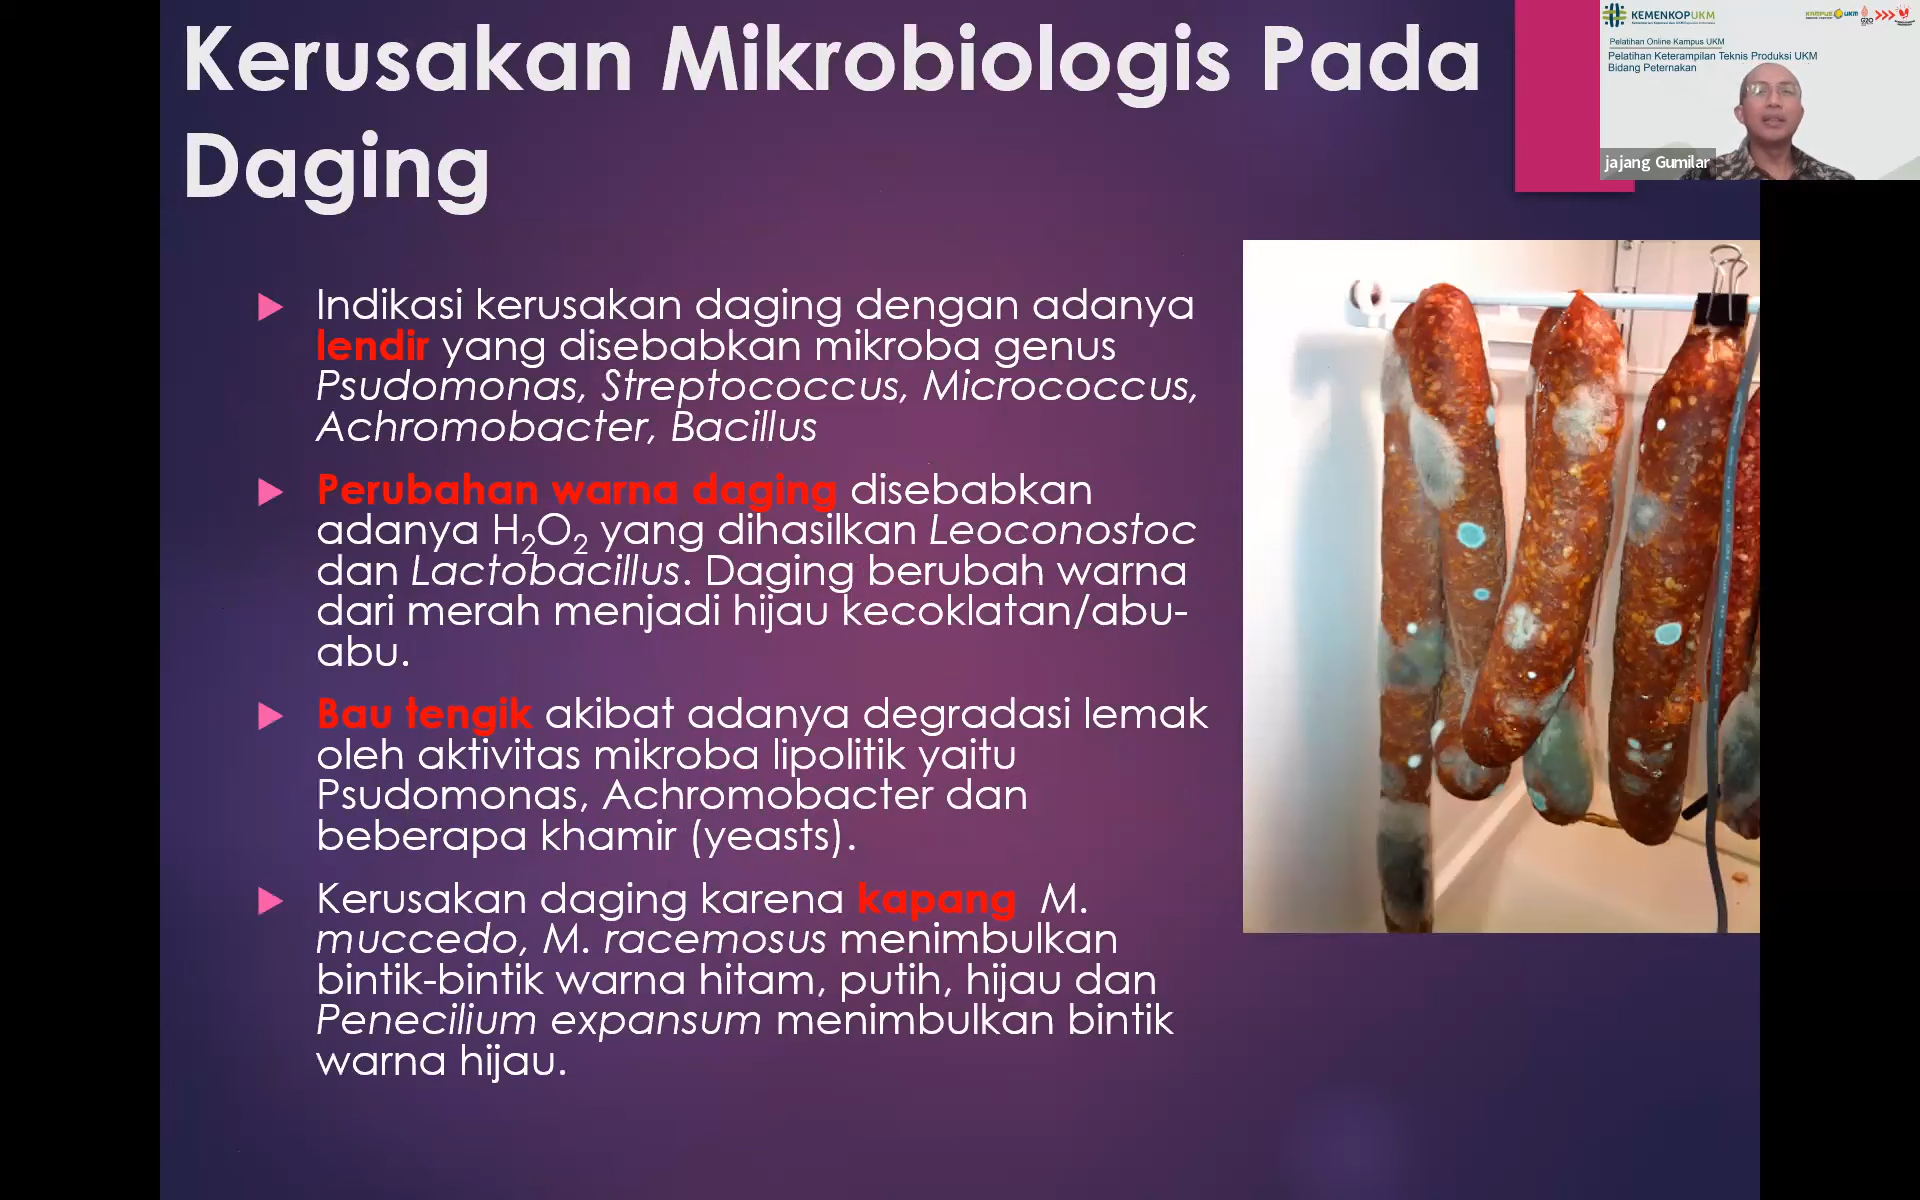 Kerusakan Mikrobiologis Pada
Daging
KEMENKOPUKM
Pelatihan Online Kampus UKM
Pelatihan Keterampilan Teknis Produksi UKM
Bidang Peternakan
jajang Gumilar
Indikasi kerusakan daging dengan adanya
lendir yang disebabkan mikroba genus
Psudomonas, Streptococcus, Micrococcus,
Achromobacter, Bacillus
Perubahan warna daging disebabkan
adanya H₂O₂ yang dihasilkan Leoconostoc
dan Lactobacillus. Daging berubah warna
dari merah menjadi hijau kecoklatan/abu-
abu.
Bau tengik akibat adanya degradasi lemak
oleh aktivitas mikroba lipolitik yaitu
Psudomonas, Achromobacter dan
beberapa khamir (yeasts).
Kerusakan daging karena kapang M.
muccedo, M. racemosus menimbulkan
bintik-bintik warna hitam, putih, hijau dan
Penecilium expansum menimbulkan bintik
warna hijau.